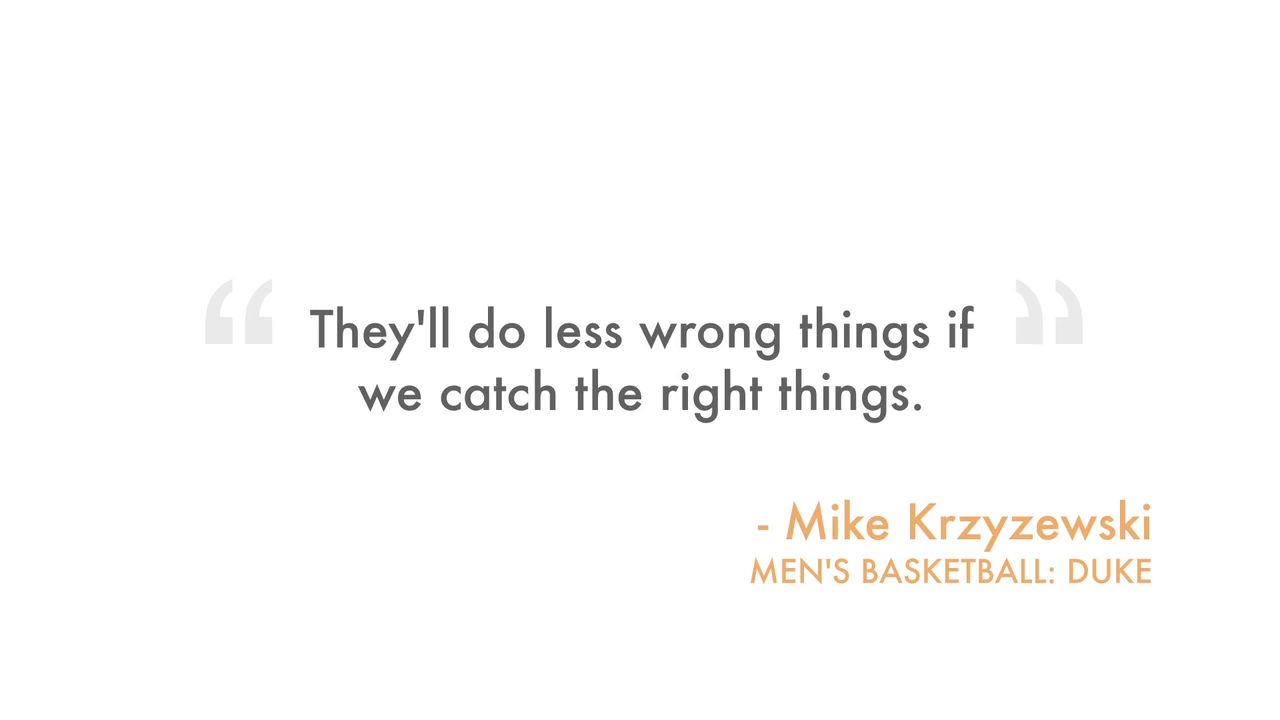 “ They'll do less wrong things if ”
we catch the right things.
- Mike Krzyzewski
MEN'S BASKETBALL: DUKE